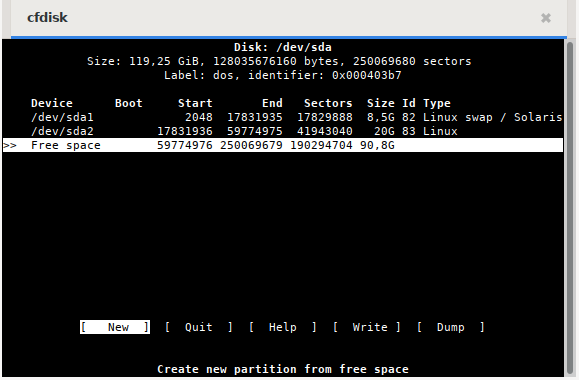 cfdisk
Disk: /dev/sda
Size: 119,25 GiB, 128035676160 bytes, 250069680 sectors
Label: dos, identifier: 0x000403b7
Device Boot Start End Sectors Size Id Type
/dev/sda1 2048 17831935 17829888 8,5G 82 Linux swap / Solaris
/dev/sda2 17831936 59774975 41943040 20G 83 Linux
>> Free space 59774976 250069679 190294704 90,8G
[ New ] [ Quit ] [ Help ] [ Write ] [ Dump ]
Create new partition from free space